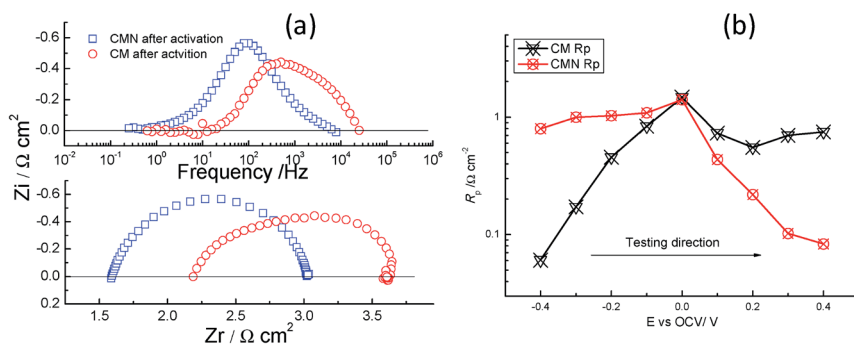 (a)
CMN after activation
CM after actvition
-0.6
-0.4
-0.2
0.0
10-2
10-1
100
101
102
103
104
105
106
Frequency /Hz
Zi / Ω cm2
-0.6
-0.4
-0.2
0.0
0.2
1.5
2.0
2.5
3.0
3.5
Zr / Ω cm2
(b)
CM Rp
CMN Rp
1
0.1
Rp/Ω cm-2
Testing direction
-0.4
-0.2
0.0
0.2
0.4
E vs OCV/ V